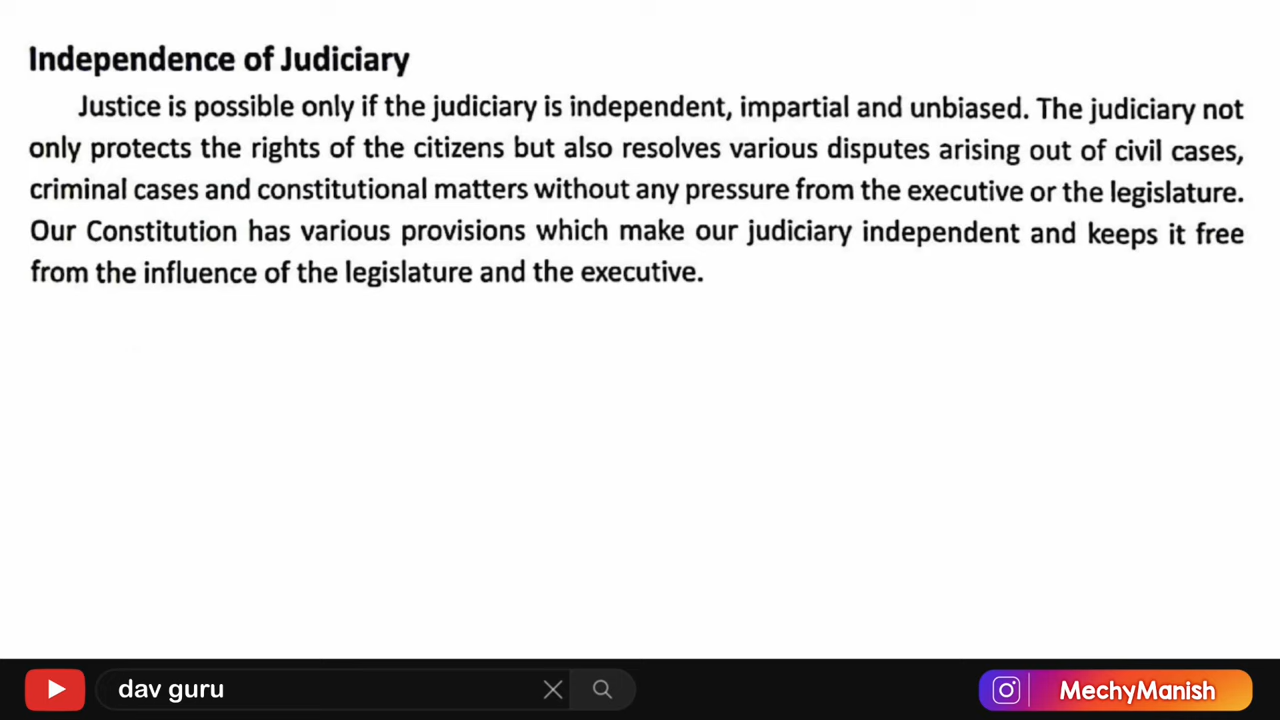 Independence of Judiciary
Justice is possible only if the judiciary is independent, impartial and unbiased. The judiciary not
only protects the rights of the citizens but also resolves various disputes arising out of civil cases,
criminal cases and constitutional matters without any pressure from the executive or the legislature.
Our Constitution has various provisions which make our judiciary independent and keeps it free
from the influence of the legislature and the executive.
dav guru
MechyManish